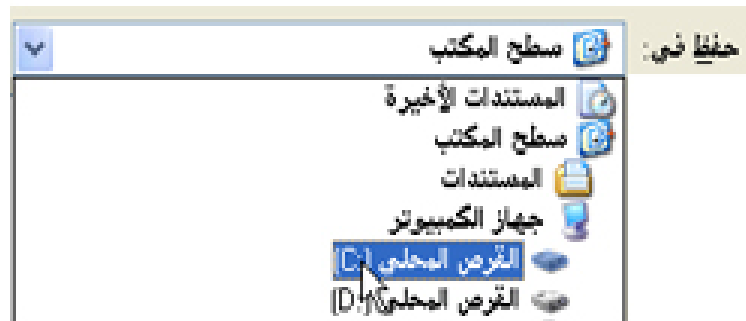 حفظ في: سطح المكتب
المستندات الأخيرة
سطح المكتب
المستندات
جهاز الكمبيوتر
القرص المحلي (C:)
القرص المحلي (D:)